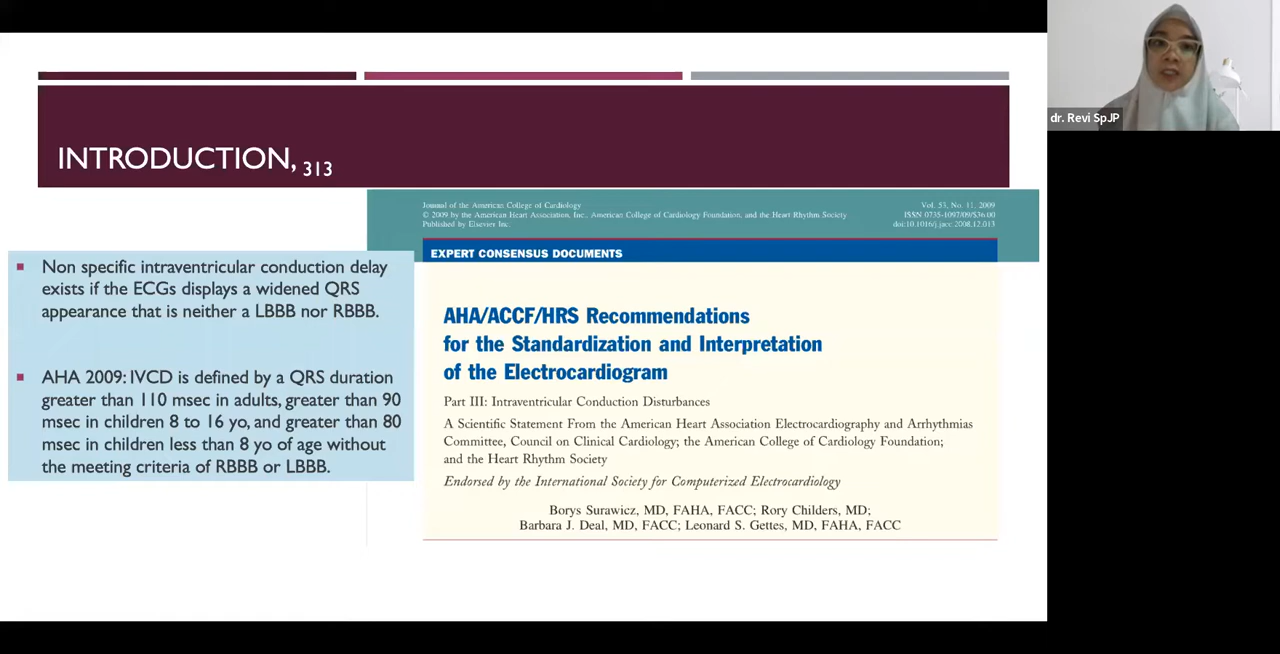 dr. Revi SpJP
INTRODUCTION, 313
Journal of the American College of Cardiology
© 2009 by the American Heart Association, Inc., American College of Cardiology Foundation, and the Heart Rhythm Society
Published by Elsevier Inc.
Vol. 53, No. 11, 2009
ISSN 0735-1097/09/$36.00
doi:10.1016/j.jacc.2008.12.013
EXPERT CONSENSUS DOCUMENTS
Non specific intraventricular conduction delay
exists if the ECGs displays a widened QRS
appearance that is neither a LBBB nor RBBB.
AHA 2009: IVCD is defined by a QRS duration
greater than 110 msec in adults, greater than 90
msec in children 8 to 16 yo, and greater than 80
msec in children less than 8 yo of age without
the meeting criteria of RBBB or LBBB.
AHA/ACCF/HRS Recommendations
for the Standardization and Interpretation
of the Electrocardiogram
Part III: Intraventricular Conduction Disturbances
A Scientific Statement From the American Heart Association Electrocardiography and Arrhythmias
Committee, Council on Clinical Cardiology; the American College of Cardiology Foundation;
and the Heart Rhythm Society
Endorsed by the International Society for Computerized Electrocardiology
Borys Surawicz, MD, FAHA, FACC; Rory Childers, MD;
Barbara J. Deal, MD, FACC; Leonard S. Gettes, MD, FAHA, FACC